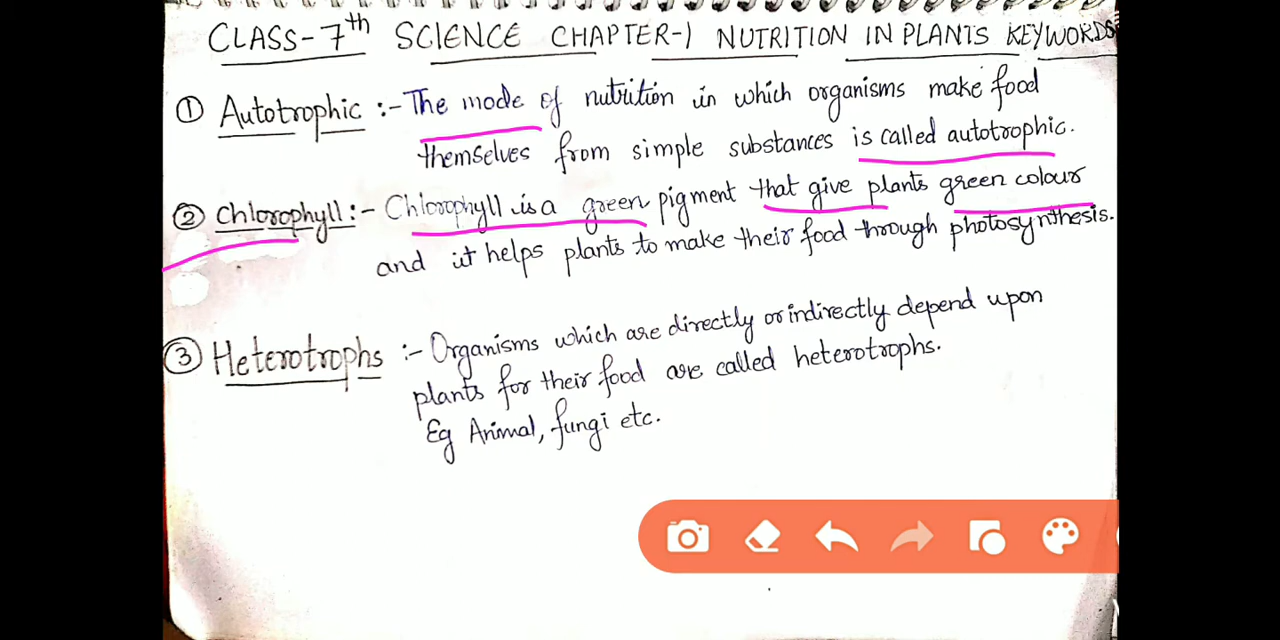 CLASS-7th SCIENCE CHAPTER-1 NUTRITION IN PLANTS KEYWORDS
① Autotrophic :- The mode of nutrition in which organisms make food
themselves from simple substances is called autotrophic.
② Chlorophyll :- Chlorophyll is a green pigment that give plants green colour
and it helps plants to make their food through photosynthesis.
③ Heterotrophs :- Organisms which are directly or indirectly depend upon
plants for their food are called heterotrophs.
Eg Animal, fungi etc.